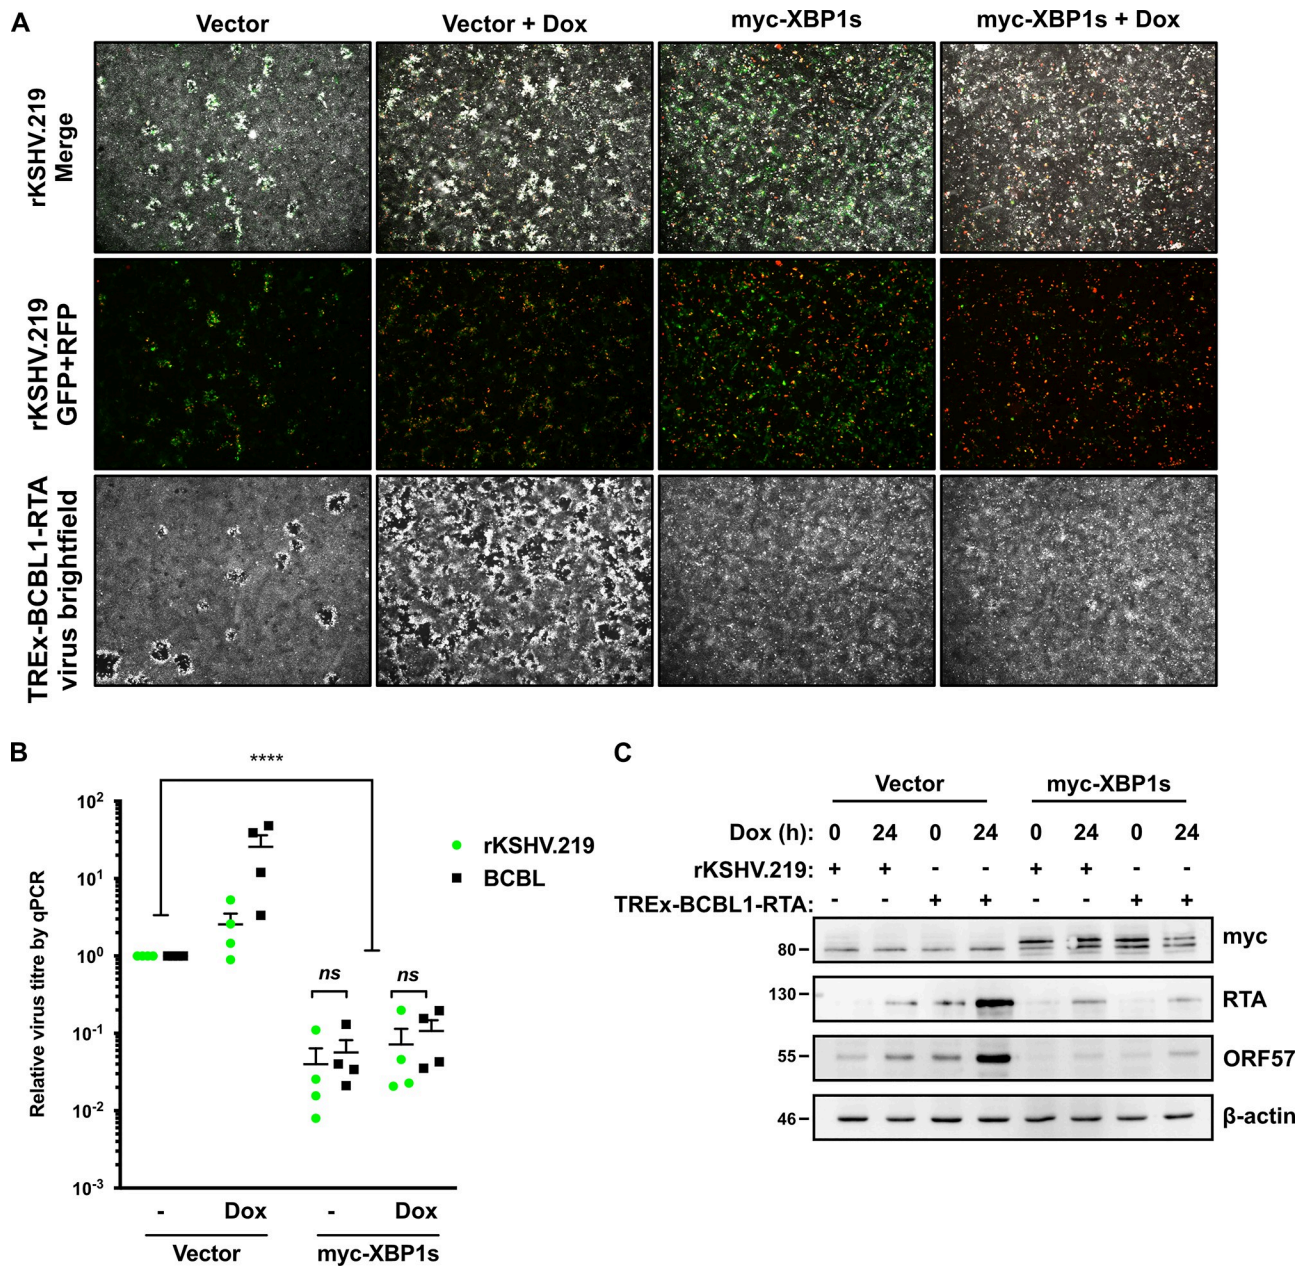 A
Vector
Vector + Dox
myc-XBP1s
myc-XBP1s + Dox
rKSHV.219
Merge
rKSHV.219
GFP+RFP
TREx-BCBL1-RTA
virus brightfield
B
****
Relative virus titre by qPCR
10²
10¹
10⁰
10⁻¹
10⁻²
10⁻³
rKSHV.219
BCBL
ns
ns
- Dox - Dox
Vector myc-XBP1s
C
Vector myc-XBP1s
Dox (h): 0 24 0 24 0 24 0 24
rKSHV.219: + + - - + + - -
TREx-BCBL1-RTA: - - + + - - + +
80 myc
130 RTA
55 ORF57
46 β-actin